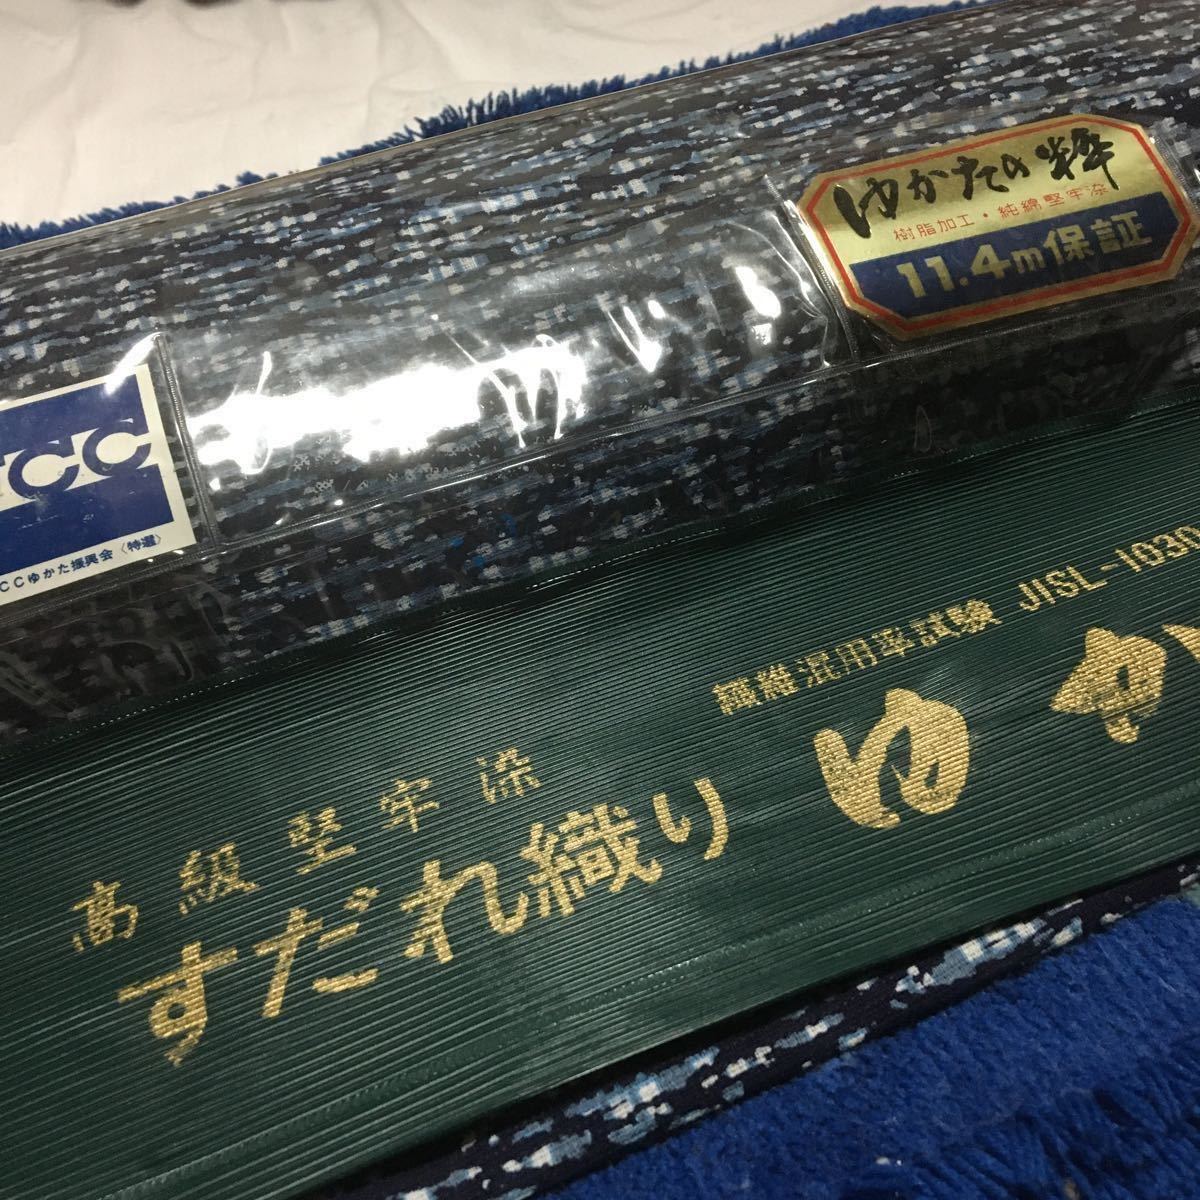 ゆかたの粋
樹脂加工・純綿堅牢染
11.4m保証
CC
CCゆかた振興会〈特選〉
繊維混用率試験 JISL-1030
高級堅牢染
すだれ織り ゆか